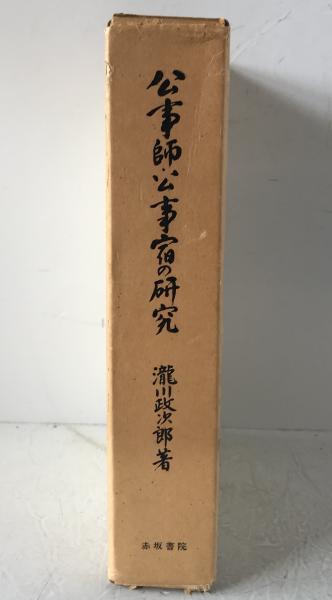 公事師・公事宿の研究
瀧川政次郎著
赤坂書院